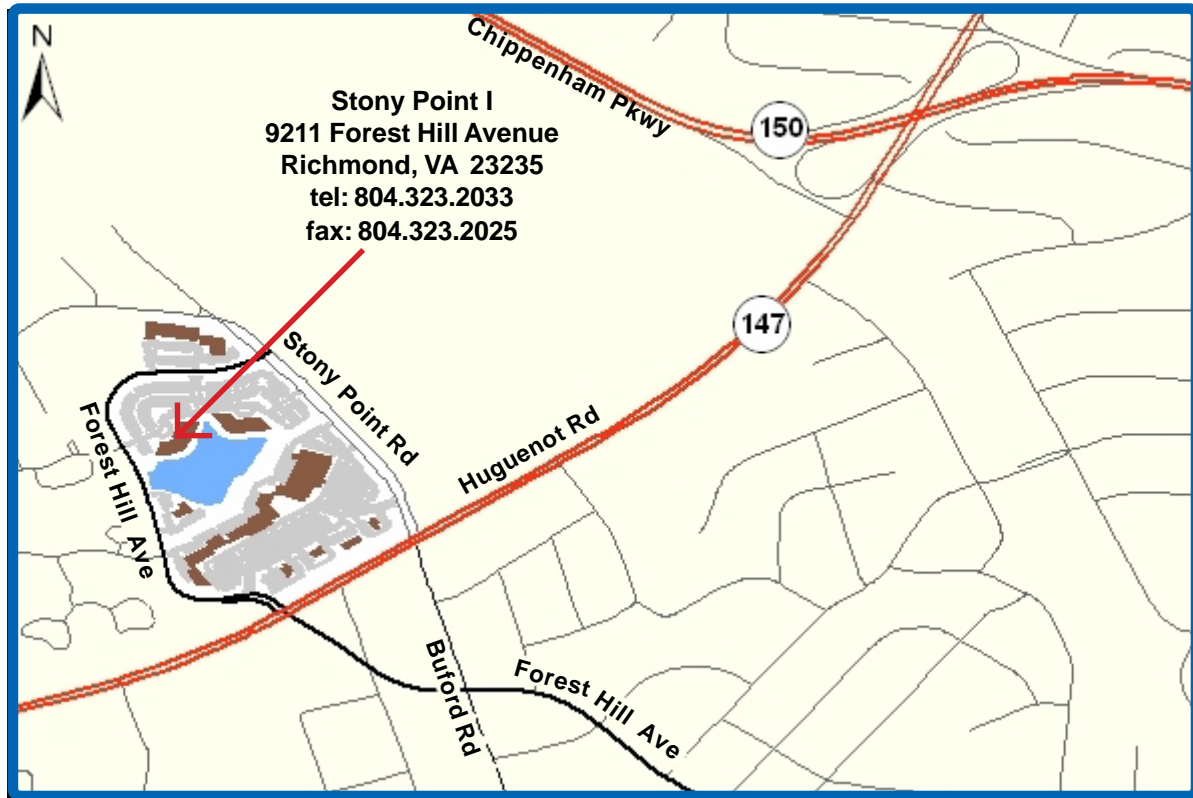 N
Chippenham Pkwy
150
Stony Point I
9211 Forest Hill Avenue
Richmond, VA 23235
tel: 804.323.2033
fax: 804.323.2025
147
Stony Point Rd
Huguenot Rd
Forest Hill Ave
Buford Rd
Forest Hill Ave